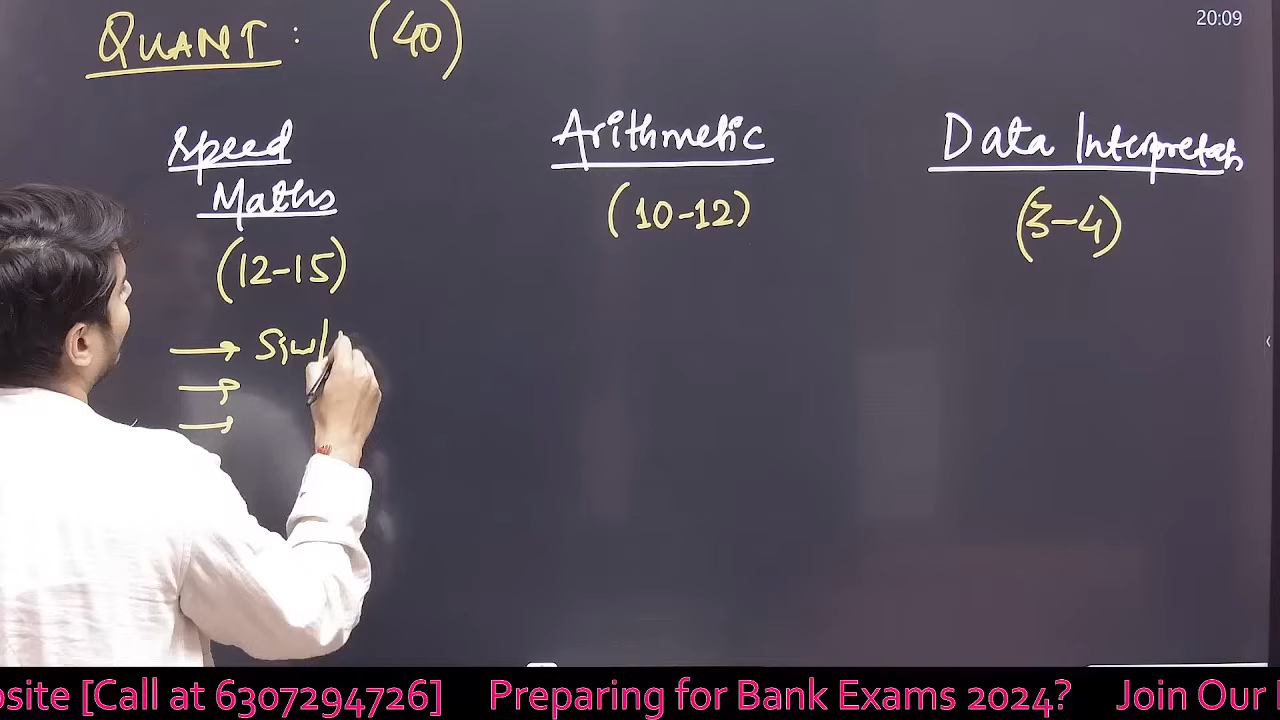 20:09
QUANT: (40)
Speed
Maths
(12-15)
Arithmetic
(10-12)
Data
(3-4)
osite [Call at 6307294726] Preparing for Bank Exams 2024? Join Our